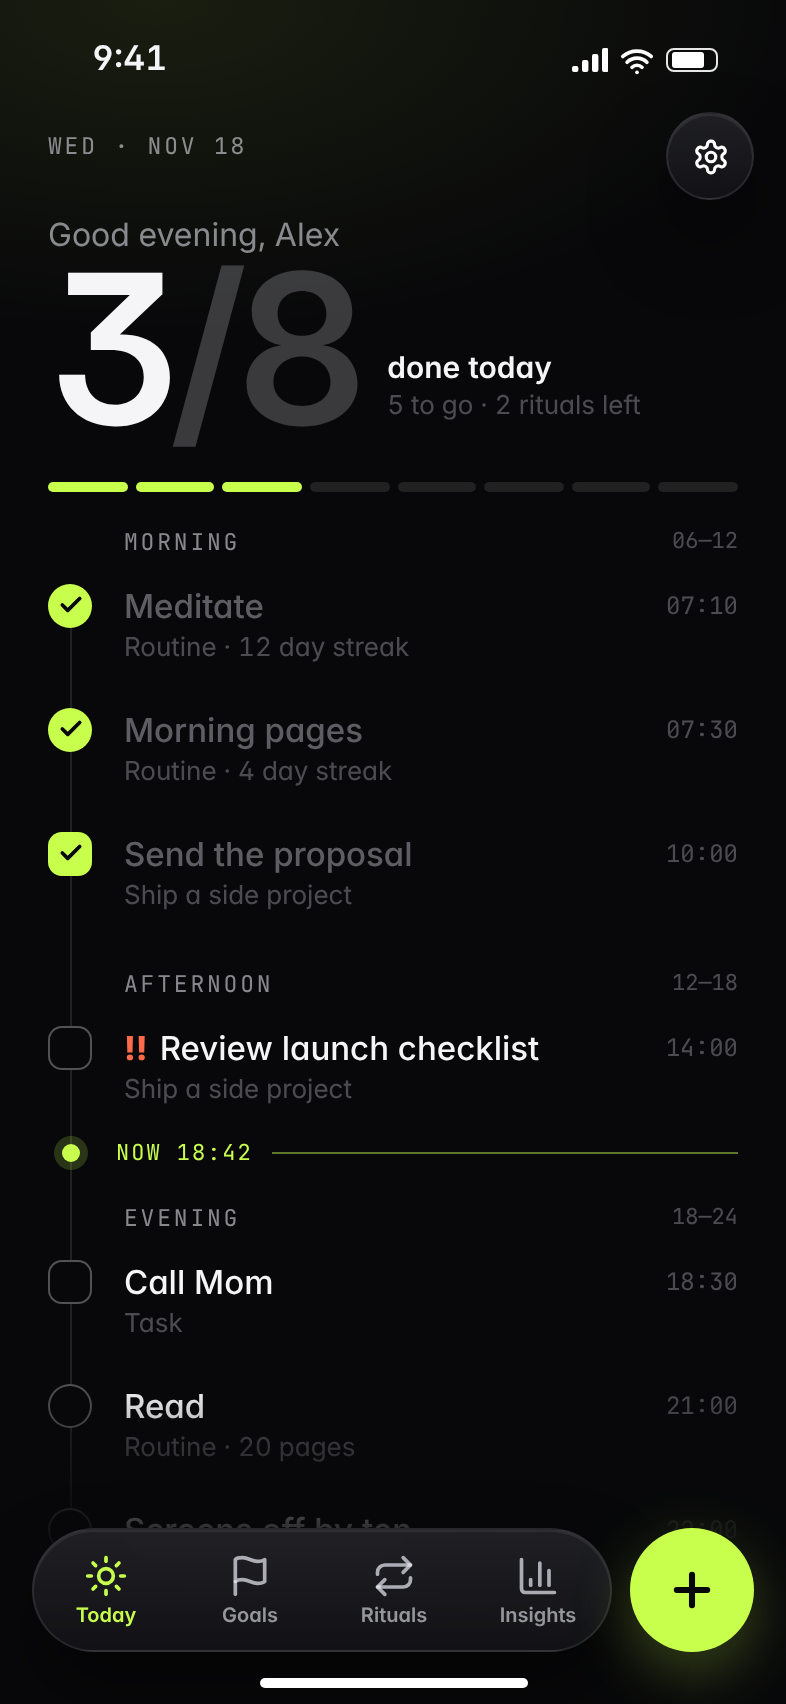 9:41
WED · NOV 18
Good evening, Alex
3/8
done today
5 to go · 2 rituals left
MORNING 06–12
Meditate 07:10
Routine · 12 day streak
Morning pages 07:30
Routine · 4 day streak
Send the proposal 10:00
Ship a side project
AFTERNOON 12–18
!! Review launch checklist 14:00
Ship a side project
NOW 18:42
EVENING 18–24
Call Mom 18:30
Task
Read 21:00
Routine · 20 pages
Screens off by ten
Today Goals Rituals Insights